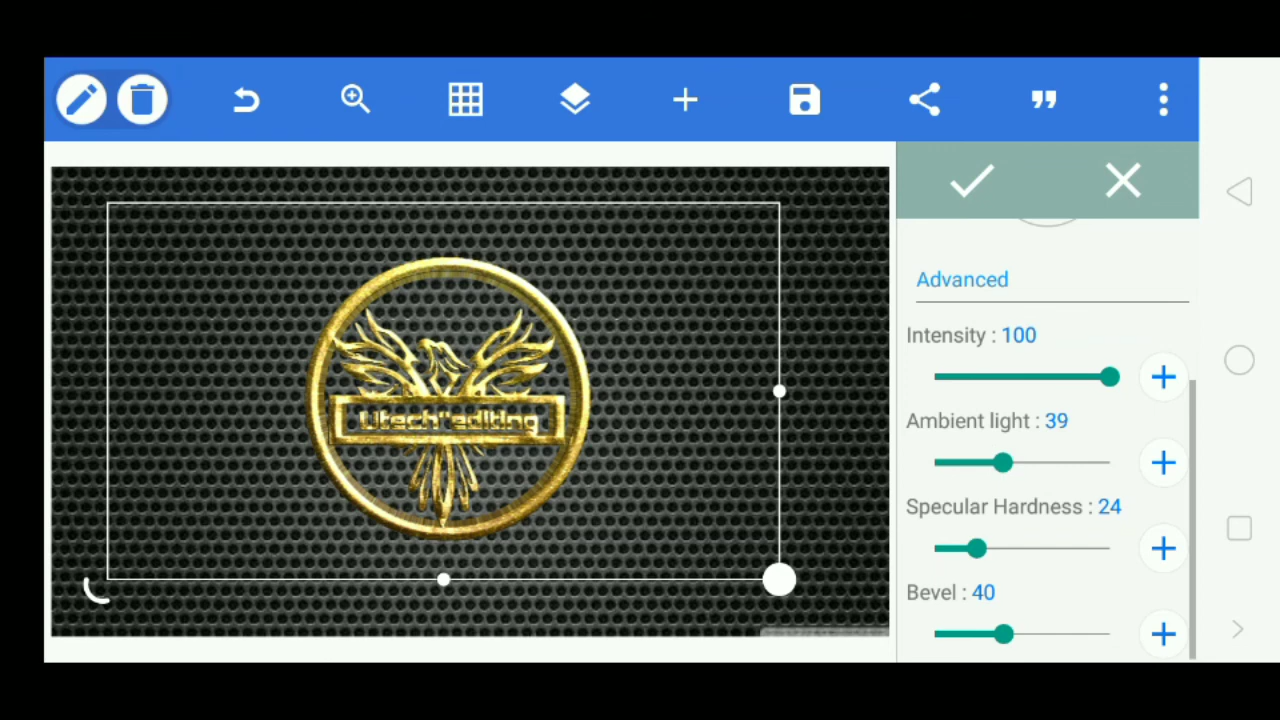 Advanced
Intensity : 100
Ambient light : 39
Specular Hardness : 24
Bevel : 40
Utech"editing